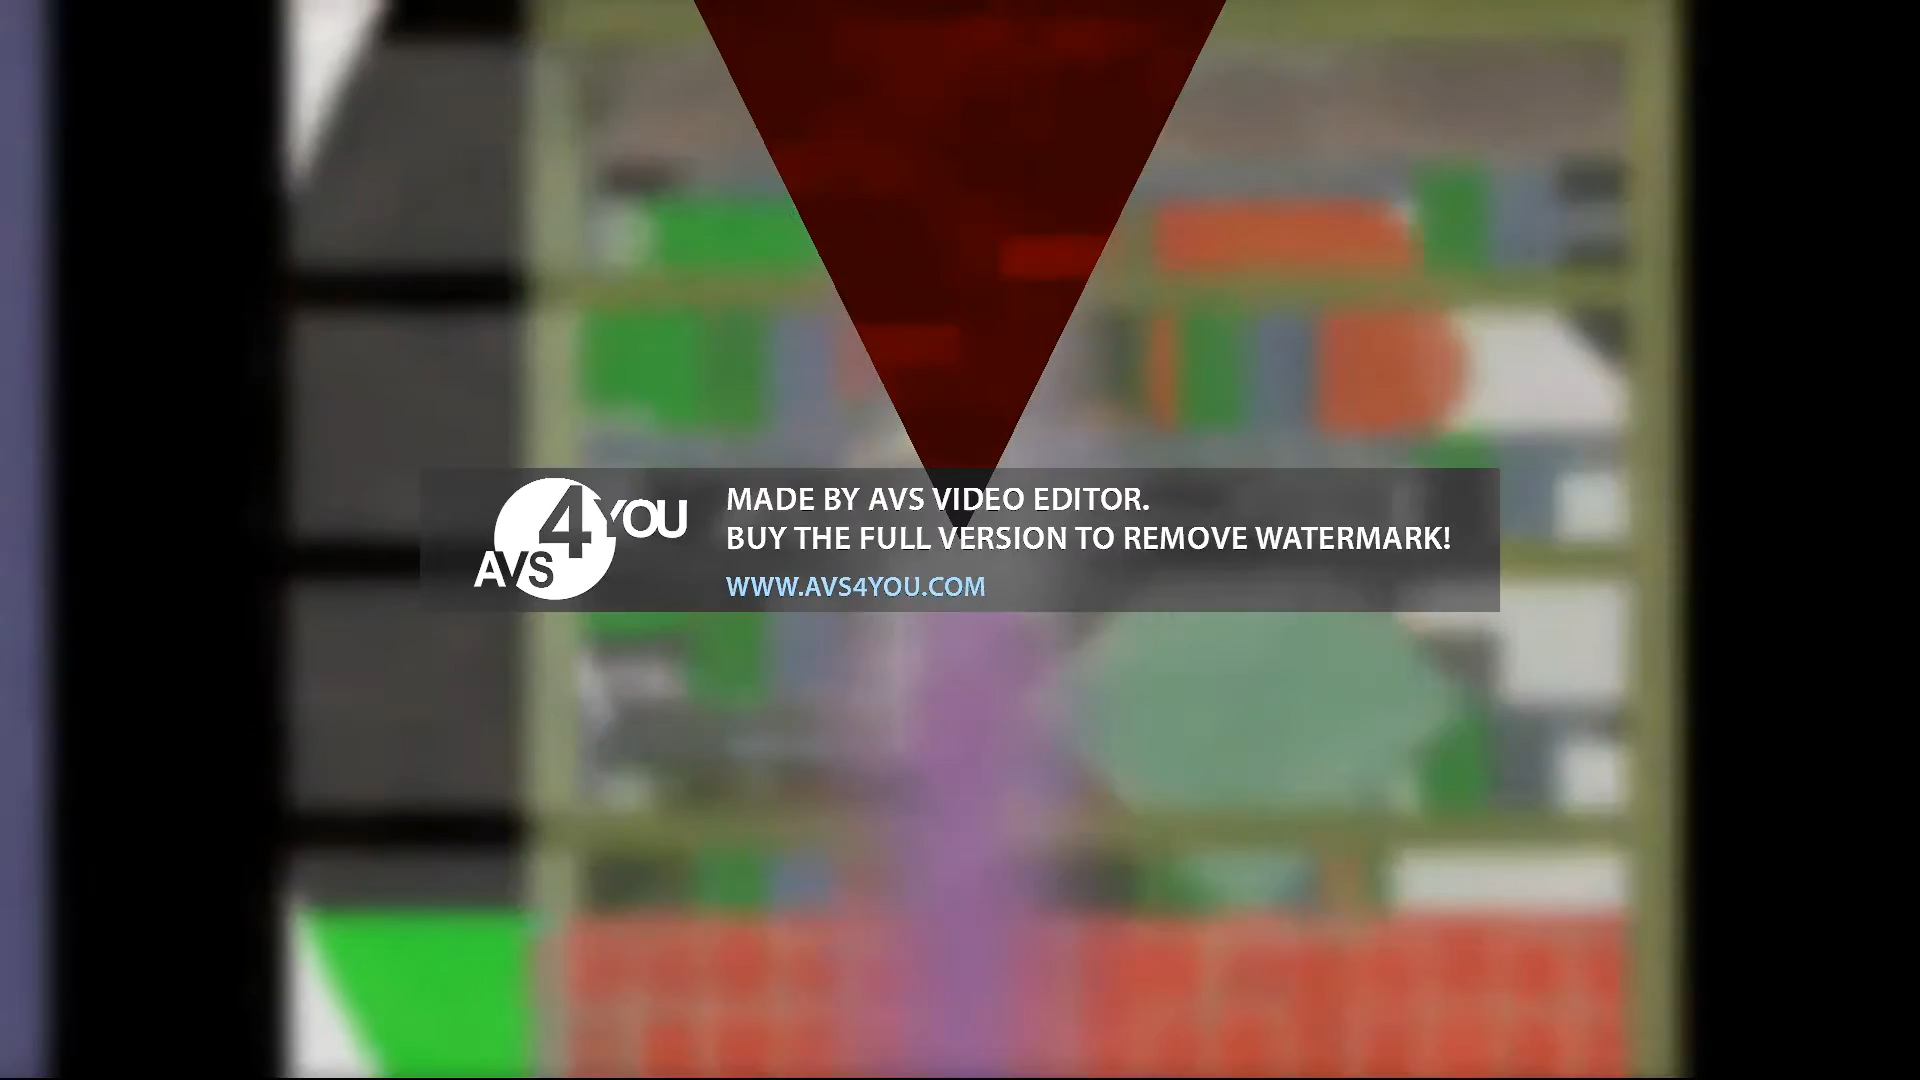 AVS4YOU
MADE BY AVS VIDEO EDITOR.
BUY THE FULL VERSION TO REMOVE WATERMARK!
WWW.AVS4YOU.COM